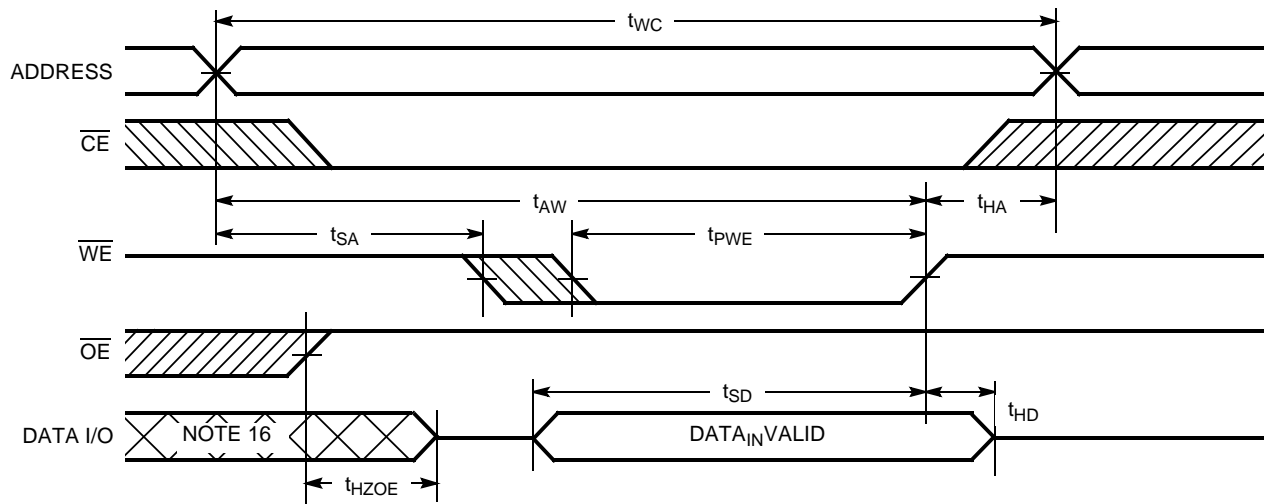 tWC
ADDRESS
CE
tAW
tHA
tSA
tPWE
WE
OE
tSD
tHD
DATA I/O
NOTE 16
DATAINVALID
tHZOE